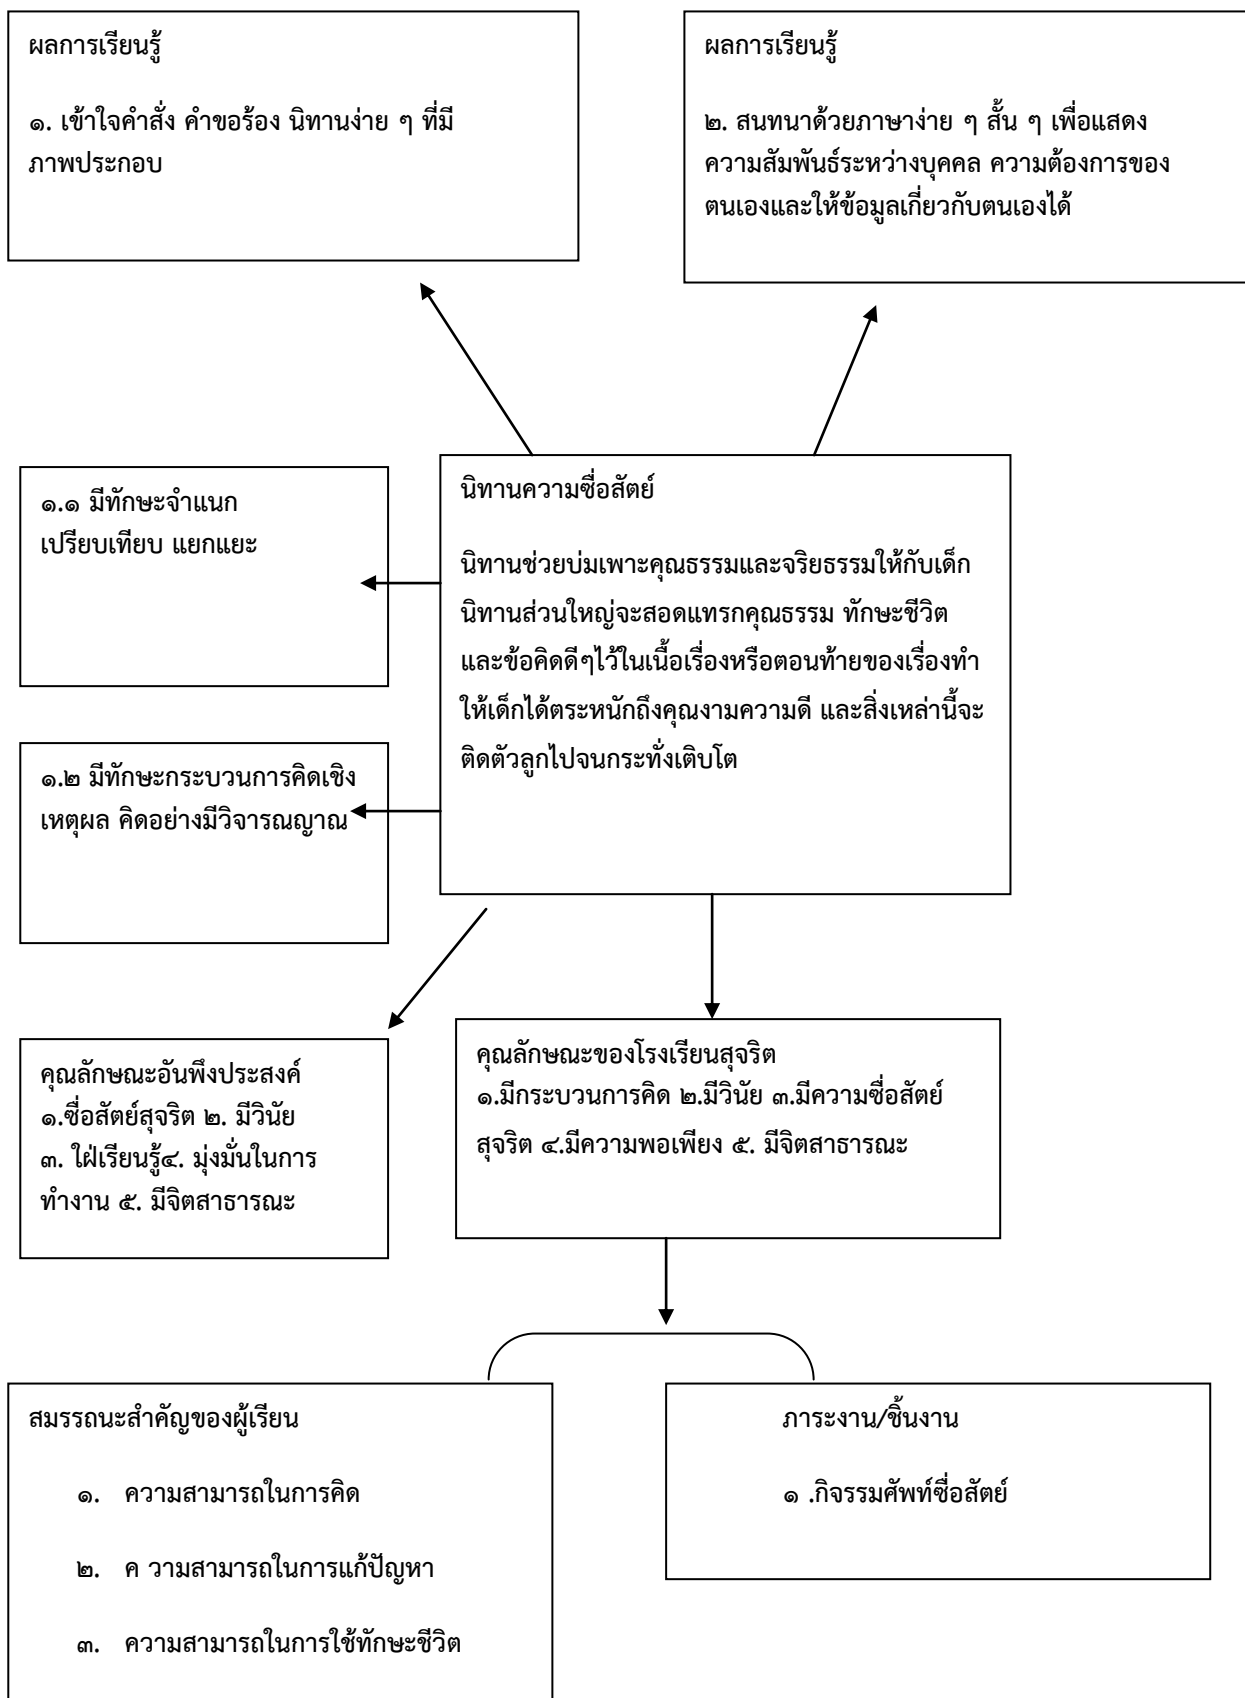 ผลการเรียนรู้
๑. เข้าใจคำสั่ง คำขอร้อง นิทานง่าย ๆ ที่มี
ภาพประกอบ
ผลการเรียนรู้
๒. สนทนาด้วยภาษาง่าย ๆ สั้น ๆ เพื่อแสดง
ความสัมพันธ์ระหว่างบุคคล ความต้องการของ
ตนเองและให้ข้อมูลเกี่ยวกับตนเองได้
๑.๑ มีทักษะจำแนก
เปรียบเทียบ แยกแยะ
นิทานความซื่อสัตย์
นิทานช่วยบ่มเพาะคุณธรรมและจริยธรรมให้กับเด็ก
นิทานส่วนใหญ่จะสอดแทรกคุณธรรม ทักษะชีวิต
และข้อคิดดีๆไว้ในเนื้อเรื่องหรือตอนท้ายของเรื่องทำ
ให้เด็กได้ตระหนักถึงคุณงามความดี และสิ่งเหล่านี้จะ
ติดตัวลูกไปจนกระทั่งเติบโต
๑.๒ มีทักษะกระบวนการคิดเชิง
เหตุผล คิดอย่างมีวิจารณญาณ
คุณลักษณะอันพึงประสงค์
๑.ซื่อสัตย์สุจริต ๒. มีวินัย
๓. ใฝ่เรียนรู้๔. มุ่งมั่นในการ
ทำงาน ๕. มีจิตสาธารณะ
คุณลักษณะของโรงเรียนสุจริต
๑.มีกระบวนการคิด ๒.มีวินัย ๓.มีความซื่อสัตย์
สุจริต ๔.มีความพอเพียง ๕. มีจิตสาธารณะ
สมรรถนะสำคัญของผู้เรียน
๑. ความสามารถในการคิด
๒. ค วามสามารถในการแก้ปัญหา
๓. ความสามารถในการใช้ทักษะชีวิต
ภาระงาน/ชิ้นงาน
๑ .กิจรรมศัพท์ซื่อสัตย์